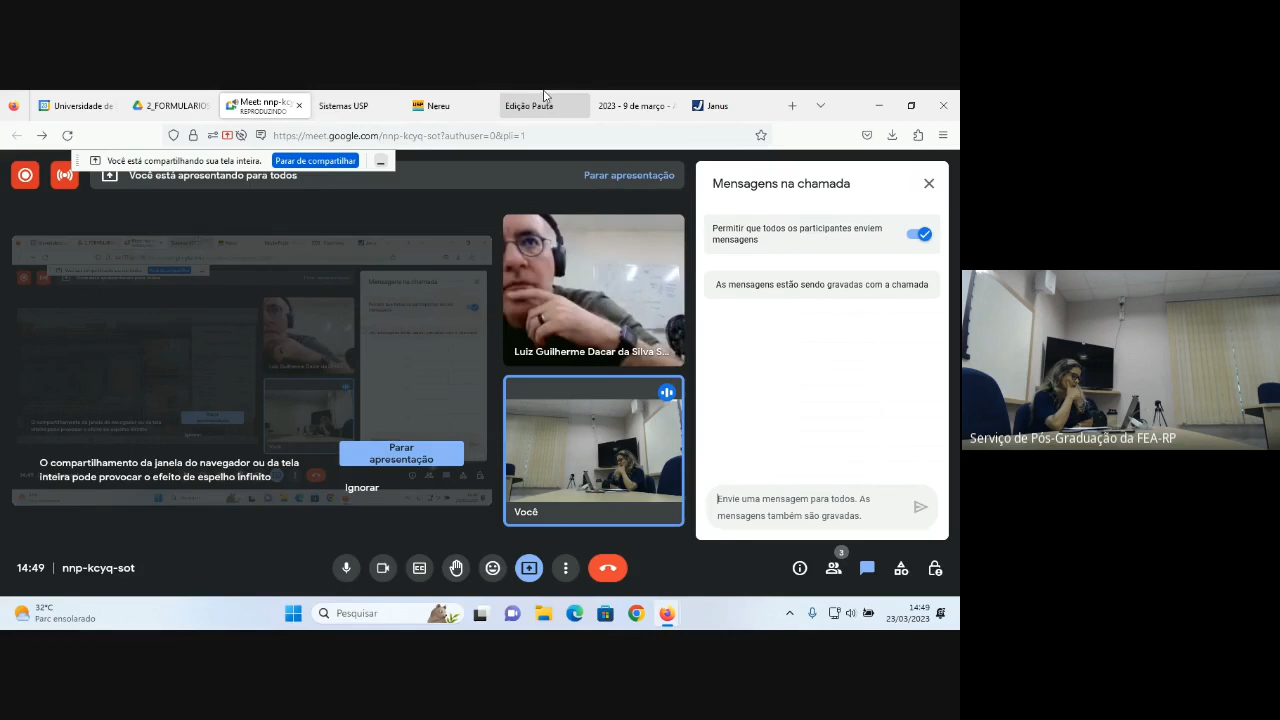 Universidade de
2_FORMULARIOS
Meet: nnp-kcy
REPRODUZINDO
Sistemas USP
Nereu
Edição Pauta
2023 - 9 de março -
Janus
https://meet.google.com/nnp-kcyq-sot?authuser=0&pli=1
Você está compartilhando sua tela inteira.
Parar de compartilhar
Você está apresentando para todos
Parar apresentação
Mensagens na chamada
Permitir que todos os participantes enviem
mensagens
As mensagens estão sendo gravadas com a chamada
Mensagens na chamada
Luiz Guilherme Dacar da Silva S...
Serviço de Pós-Graduação da FEA-RP
O compartilhamento da janela do navegador ou da tela
inteira pode provocar o efeito de espelho infinito
Parar
apresentação
Ignorar
Você
Envie uma mensagem para todos. As
mensagens também são gravadas.
14:49
nnp-kcyq-sot
3
32°C
Parc ensolarado
Pesquisar
14:49
23/03/2023